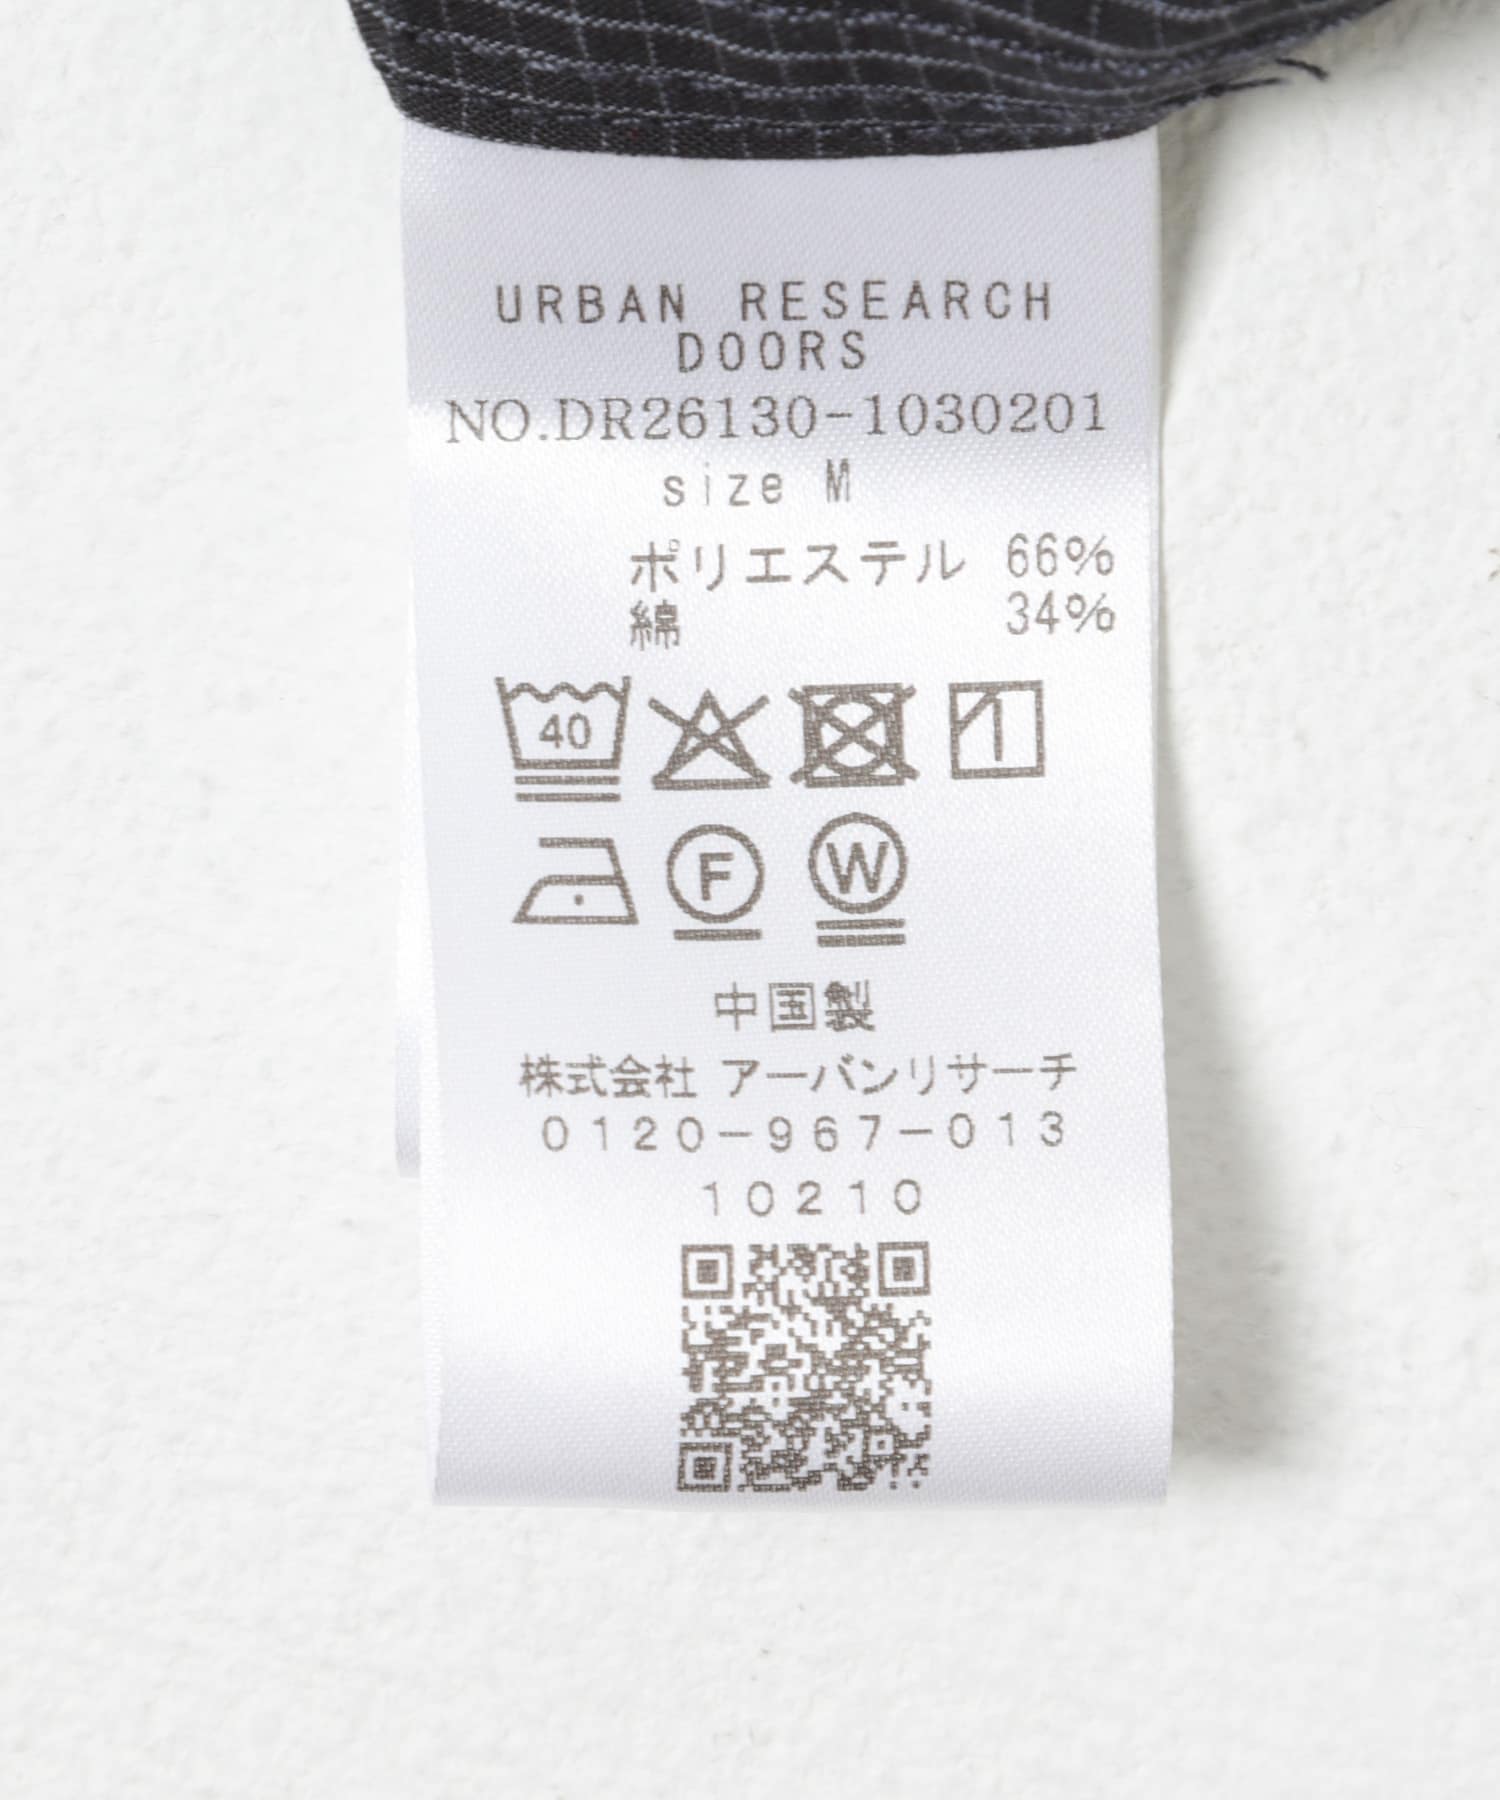 URBAN RESEARCH
DOORS
NO.DR26130-1030201
size M
ポリエステル 66%
綿 34%
40
F
W
中国製
株式会社 アーバンリサーチ
0120-967-013
10210